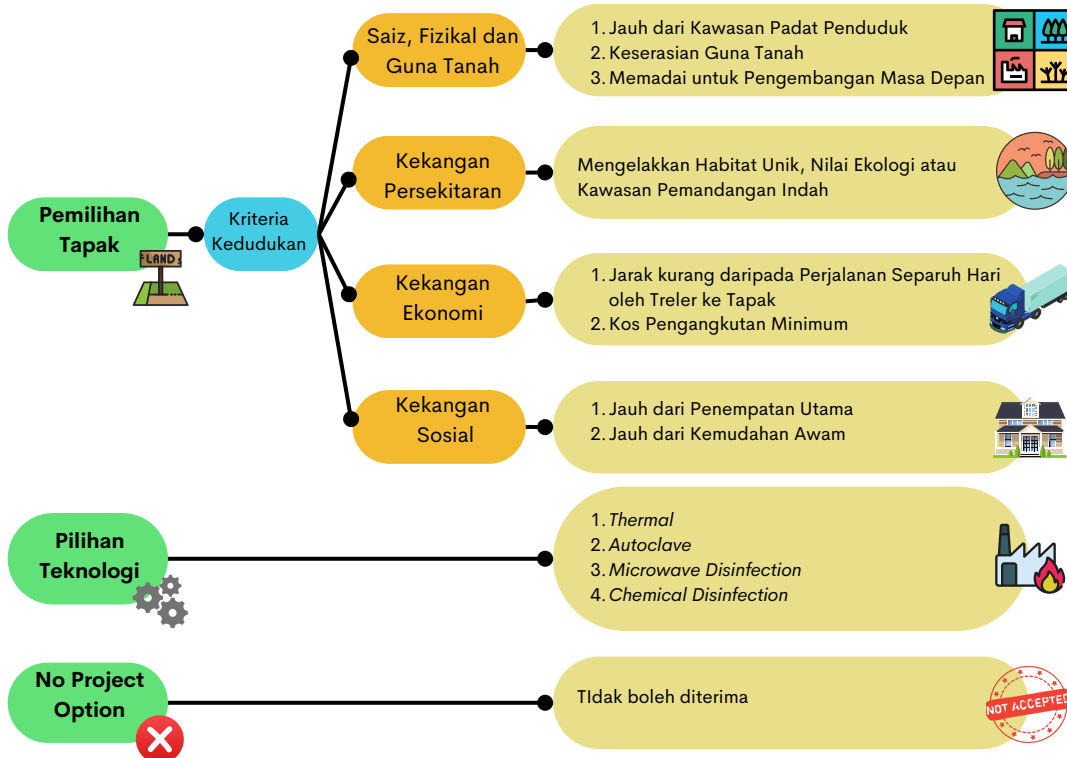 Pemilihan
Tapak
LAND
Kriteria
Kedudukan
Saiz, Fizikal dan
Guna Tanah
1. Jauh dari Kawasan Padat Penduduk
2. Keserasian Guna Tanah
3. Memadai untuk Pengembangan Masa Depan
Kekangan
Persekitaran
Mengelakkan Habitat Unik, Nilai Ekologi atau
Kawasan Pemandangan Indah
Kekangan
Ekonomi
1. Jarak kurang daripada Perjalanan Separuh Hari
oleh Treler ke Tapak
2. Kos Pengangkutan Minimum
Kekangan
Sosial
1. Jauh dari Penempatan Utama
2. Jauh dari Kemudahan Awam
Pilihan
Teknologi
1. Thermal
2. Autoclave
3. Microwave Disinfection
4. Chemical Disinfection
No Project
Option
TIdak boleh diterima
NOT ACCEPTED